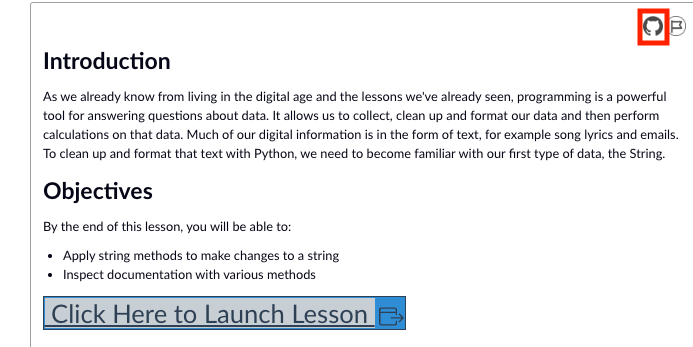 Introduction
As we already know from living in the digital age and the lessons we've already seen, programming is a powerful
tool for answering questions about data. It allows us to collect, clean up and format our data and then perform
calculations on that data. Much of our digital information is in the form of text, for example song lyrics and emails.
To clean up and format that text with Python, we need to become familiar with our first type of data, the String.
Objectives
By the end of this lesson, you will be able to:
• Apply string methods to make changes to a string
• Inspect documentation with various methods
Click Here to Launch Lesson